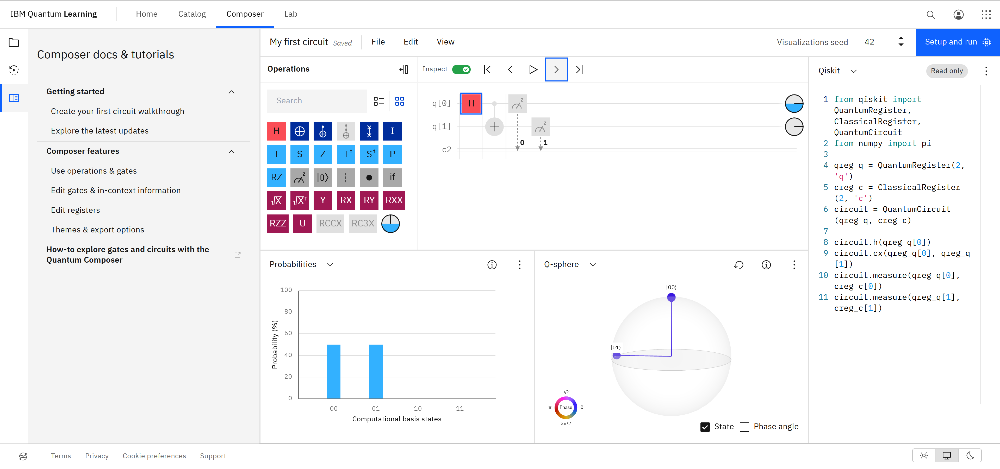 IBM Quantum Learning
Home
Catalog
Composer
Lab
Composer docs & tutorials
Getting started
Create your first circuit walkthrough
Explore the latest updates
Composer features
Use operations & gates
Edit gates & in-context information
Edit registers
Themes & export options
How-to explore gates and circuits with the
Quantum Composer
My first circuit Saved
File
Edit
View
Visualizations seed
42
Setup and run
Operations
Search
H I
T S Z T† S† P
RZ z |0⟩ if
√X √X† Y RX RY RXX
RZZ U RCCX RC3X
Inspect
q[0] H z
q[1] + z
0 1
c2
Qiskit
Read only
1 from qiskit import
QuantumRegister,
ClassicalRegister,
QuantumCircuit
2 from numpy import pi
3
4 qreg_q = QuantumRegister(2,
'q')
5 creg_c = ClassicalRegister
(2, 'c')
6 circuit = QuantumCircuit
(qreg_q, creg_c)
7
8 circuit.h(qreg_q[0])
9 circuit.cx(qreg_q[0], qreg_q
[1])
10 circuit.measure(qreg_q[0],
creg_c[0])
11 circuit.measure(qreg_q[1],
creg_c[1])
Probabilities
Probability (%)
100
80
60
40
20
0
00 01 10 11
Computational basis states
Q-sphere
|00⟩
|01⟩
π/2
π Phase 0
3π/2
State
Phase angle
Terms
Privacy
Cookie preferences
Support